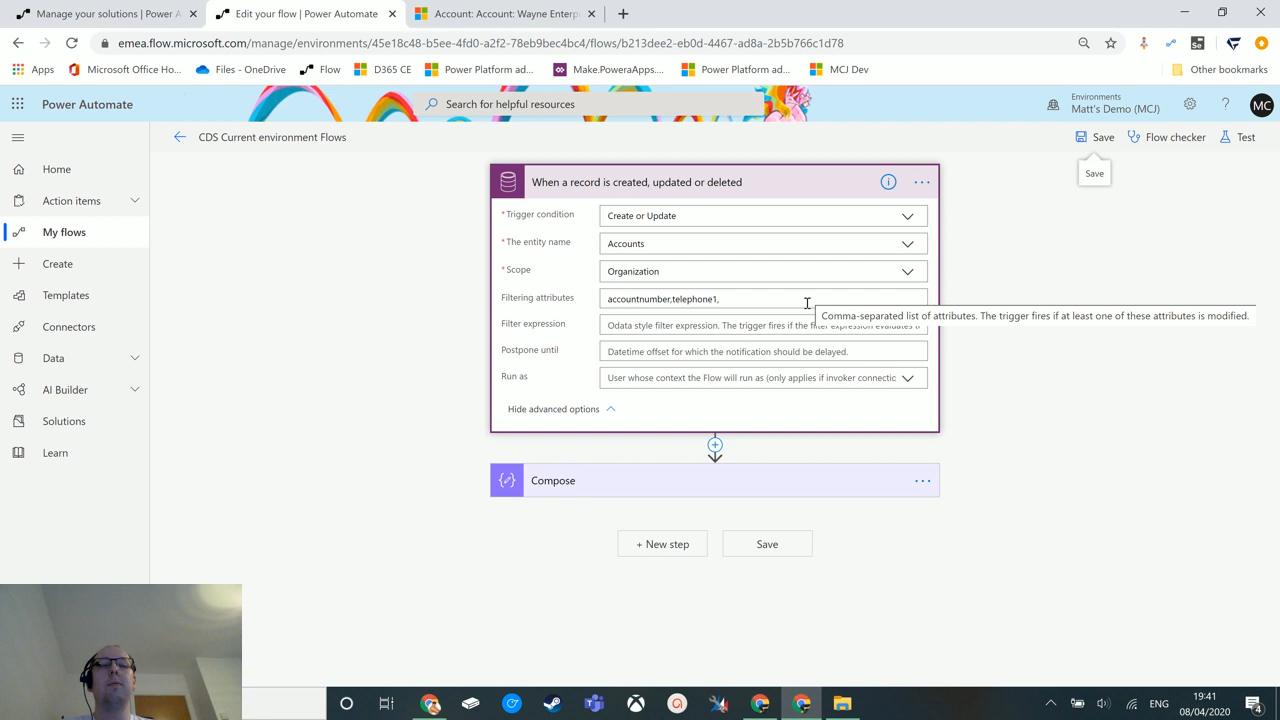 Manage your solutions | Power A
Edit your flow | Power Automate
Account: Account: Wayne Enterp
emea.flow.microsoft.com/manage/environments/45e18c48-b5ee-4fd0-a2f2-78eb9bec4bc4/flows/b213dee2-eb0d-4467-ad8a-2b5b766c1d78
Apps
Microsoft Office Ho...
Files - OneDrive
Flow
D365 CE
Power Platform ad...
Make.PoweraApps....
Power Platform ad...
MCJ Dev
Other bookmarks
Power Automate
Search for helpful resources
Environments
Matt's Demo (MCJ)
MC
CDS Current environment Flows
Save
Flow checker
Test
Save
Home
Action items
My flows
Create
Templates
Connectors
Data
AI Builder
Solutions
Learn
When a record is created, updated or deleted
* Trigger condition
Create or Update
* The entity name
Accounts
* Scope
Organization
Filtering attributes
accountnumber,telephone1,
Comma-separated list of attributes. The trigger fires if at least one of these attributes is modified.
Filter expression
Odata style filter expression. The trigger fires if the filter expression evaluates t
Postpone until
Datetime offset for which the notification should be delayed.
Run as
User whose context the Flow will run as (only applies if invoker connectic
Hide advanced options
Compose
+ New step
Save
ENG
19:41
08/04/2020
4